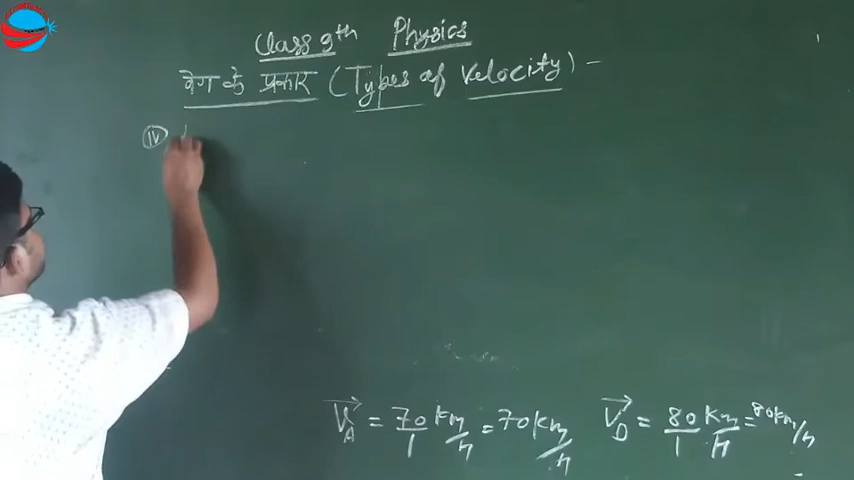 Class 9th Physics
वेग के प्रकार (Types of Velocity) -
(iv)
V⃗A = 70/1 km/h = 70 km/h V⃗D = 80/1 km/H = 80 km/h